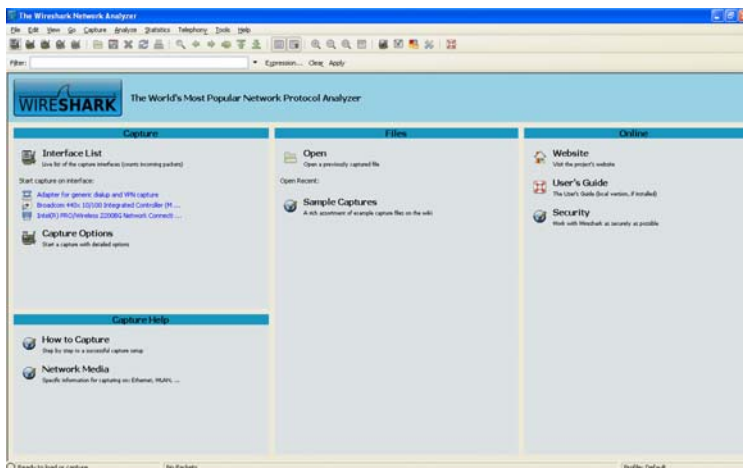 The Wireshark Network Analyzer
File Edit View Go Capture Analyze Statistics Telephony Tools Help
Filter: Expression... Clear Apply
WIRESHARK The World's Most Popular Network Protocol Analyzer
Capture
Interface List
Live list of the capture interfaces (counts incoming packets)
Start capture on interface:
Adapter for generic dialup and VPN capture
Broadcom 440x 10/100 Integrated Controller (M ...
Intel(R) PRO/Wireless 2200BG Network Connecti ...
Capture Options
Start a capture with detailed options
Capture Help
How to Capture
Step by step to a successful capture setup
Network Media
Specific information for capturing on: Ethernet, WLAN, ...
Files
Open
Open a previously captured file
Open Recent:
Sample Captures
A rich assortment of example capture files on the wiki
Online
Website
Visit the project's website
User's Guide
The User's Guide (local version, if installed)
Security
Work with Wireshark as securely as possible
Ready to load or capture No Packets Profile: Default